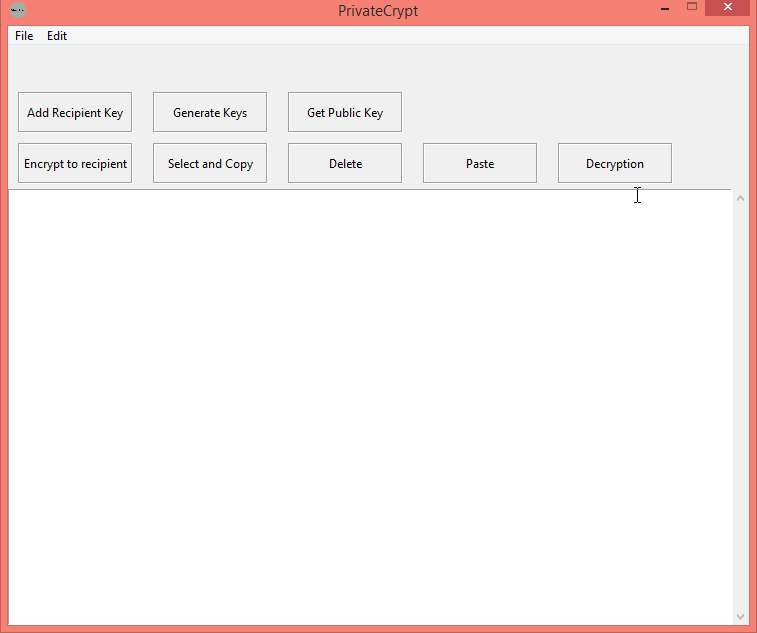 PrivateCrypt
File Edit
Add Recipient Key Generate Keys Get Public Key
Encrypt to recipient Select and Copy Delete Paste Decryption